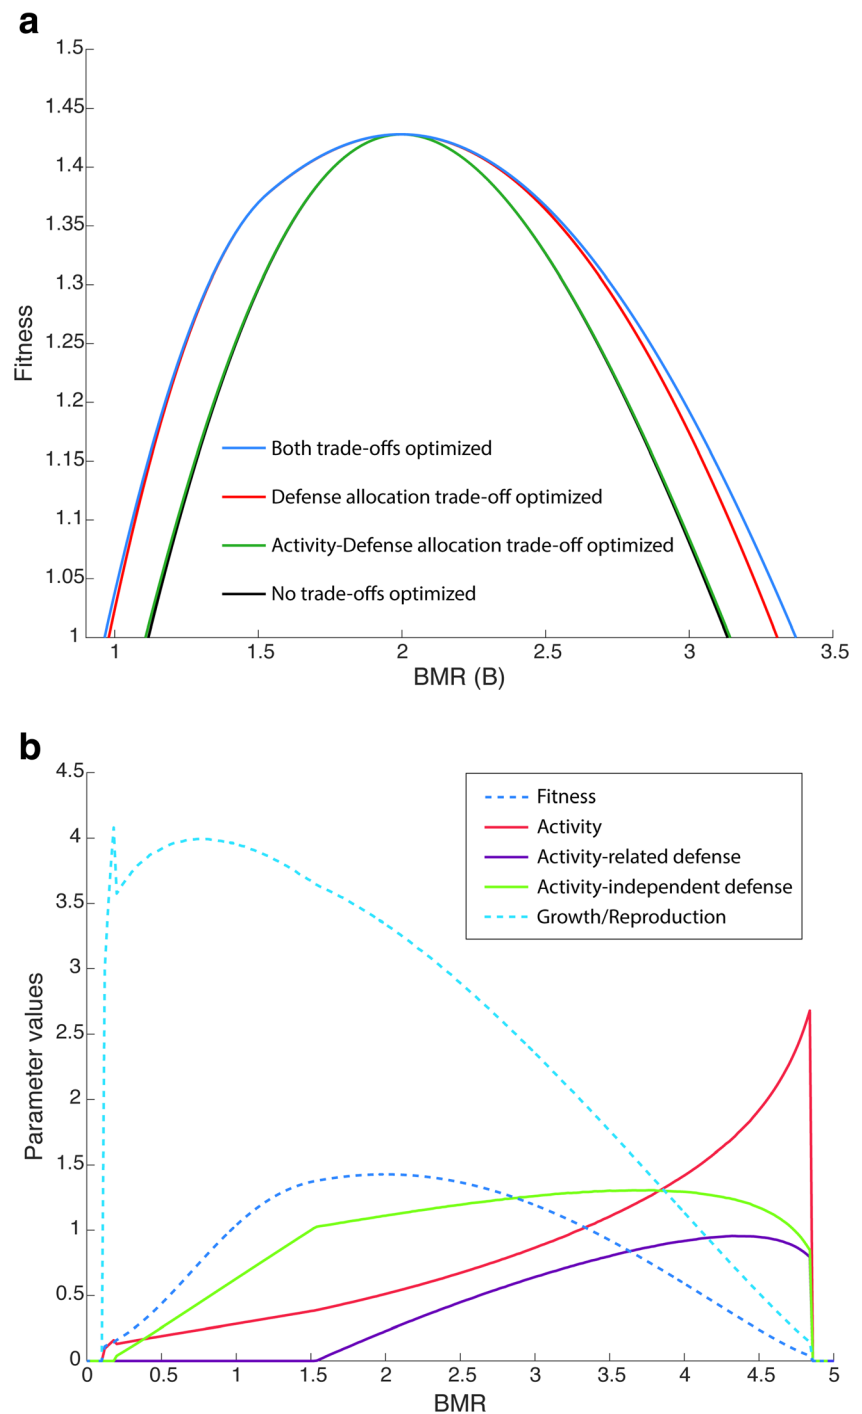 a
1.5
1.45
1.4
1.35
1.3
1.25
1.2
1.15
1.1
1.05
1
Fitness
Both trade-offs optimized
Defense allocation trade-off optimized
Activity-Defense allocation trade-off optimized
No trade-offs optimized
1 1.5 2 2.5 3 3.5
BMR (B)
b
4.5
4
3.5
3
2.5
2
1.5
1
0.5
0
Parameter values
Fitness
Activity
Activity-related defense
Activity-independent defense
Growth/Reproduction
0 0.5 1 1.5 2 2.5 3 3.5 4 4.5 5
BMR